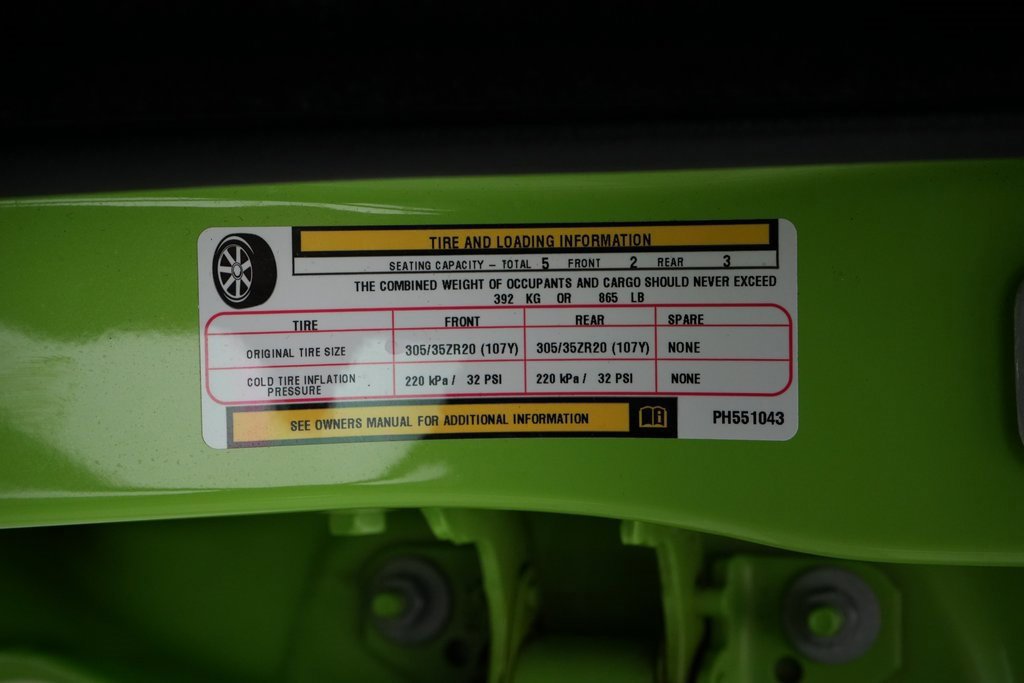 TIRE AND LOADING INFORMATION
SEATING CAPACITY – TOTAL 5 FRONT 2 REAR 3
THE COMBINED WEIGHT OF OCCUPANTS AND CARGO SHOULD NEVER EXCEED
392 KG OR 865 LB
TIRE FRONT REAR SPARE
ORIGINAL TIRE SIZE 305/35ZR20 (107Y) 305/35ZR20 (107Y) NONE
COLD TIRE INFLATION PRESSURE 220 kPa / 32 PSI 220 kPa / 32 PSI NONE
SEE OWNERS MANUAL FOR ADDITIONAL INFORMATION
PH551043